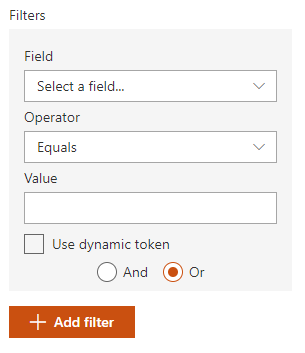 Filters
Field
Select a field...
Operator
Equals
Value
Use dynamic token
And Or
Add filter